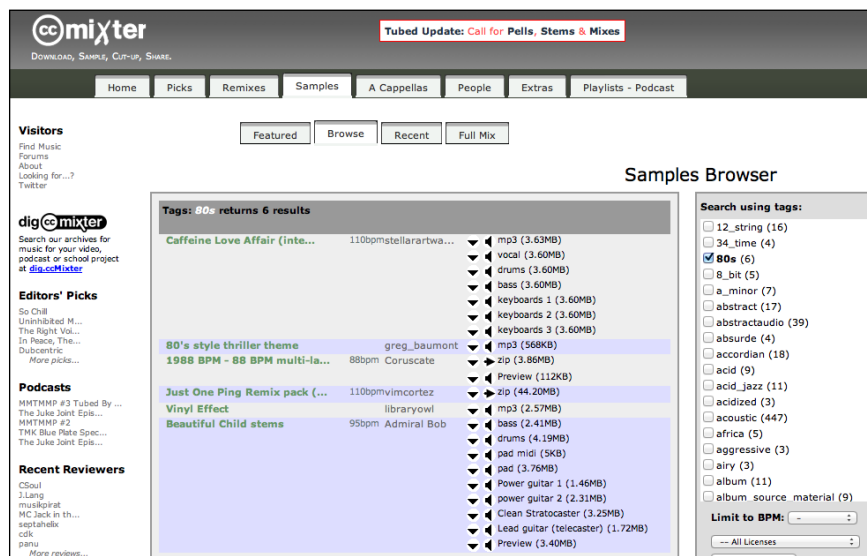 cc mixter
DOWNLOAD, SAMPLE, CUT-UP, SHARE.
Tubed Update: Call for Pells, Stems & Mixes
Home Picks Remixes Samples A Cappellas People Extras Playlists - Podcast
Featured Browse Recent Full Mix
Visitors
Find Music
Forums
About
Looking for...?
Twitter
dig cc mixter
Search our archives for
music for your video,
podcast or school project
at dig.ccMixter
Editors' Picks
So Chill
Uninhibited M...
The Right Voi...
In Peace, The...
Dubcentric
More picks...
Podcasts
MMTMMP #3 Tubed By ...
The Juke Joint Epis...
MMTMMP #2
TMK Blue Plate Spec...
The Juke Joint Epis...
Recent Reviewers
CSoul
J.Lang
musikpirat
MC Jack in th...
septahelix
cdk
panu
More reviews...
Samples Browser
Tags: 80s returns 6 results
Caffeine Love Affair (inte... 110bpm stellarartwa... mp3 (3.63MB)
vocal (3.60MB)
drums (3.60MB)
bass (3.60MB)
keyboards 1 (3.60MB)
keyboards 2 (3.60MB)
keyboards 3 (3.60MB)
80's style thriller theme greg_baumont mp3 (568KB)
1988 BPM - 88 BPM multi-la... 88bpm Coruscate zip (3.86MB)
Preview (112KB)
Just One Ping Remix pack (... 110bpm vimcortez zip (44.20MB)
Vinyl Effect libraryowl mp3 (2.57MB)
Beautiful Child stems 95bpm Admiral Bob bass (2.41MB)
drums (4.19MB)
pad midi (5KB)
pad (3.76MB)
Power guitar 1 (1.46MB)
power guitar 2 (2.31MB)
Clean Stratocaster (3.25MB)
Lead guitar (telecaster) (1.72MB)
Preview (3.40MB)
Search using tags:
12_string (16)
34_time (4)
80s (6)
8_bit (5)
a_minor (7)
abstract (17)
abstractaudio (39)
absurde (4)
accordian (18)
acid (9)
acid_jazz (11)
acidized (3)
acoustic (447)
africa (5)
aggressive (3)
airy (3)
album (11)
album_source_material (9)
Limit to BPM: -
-- All Licenses